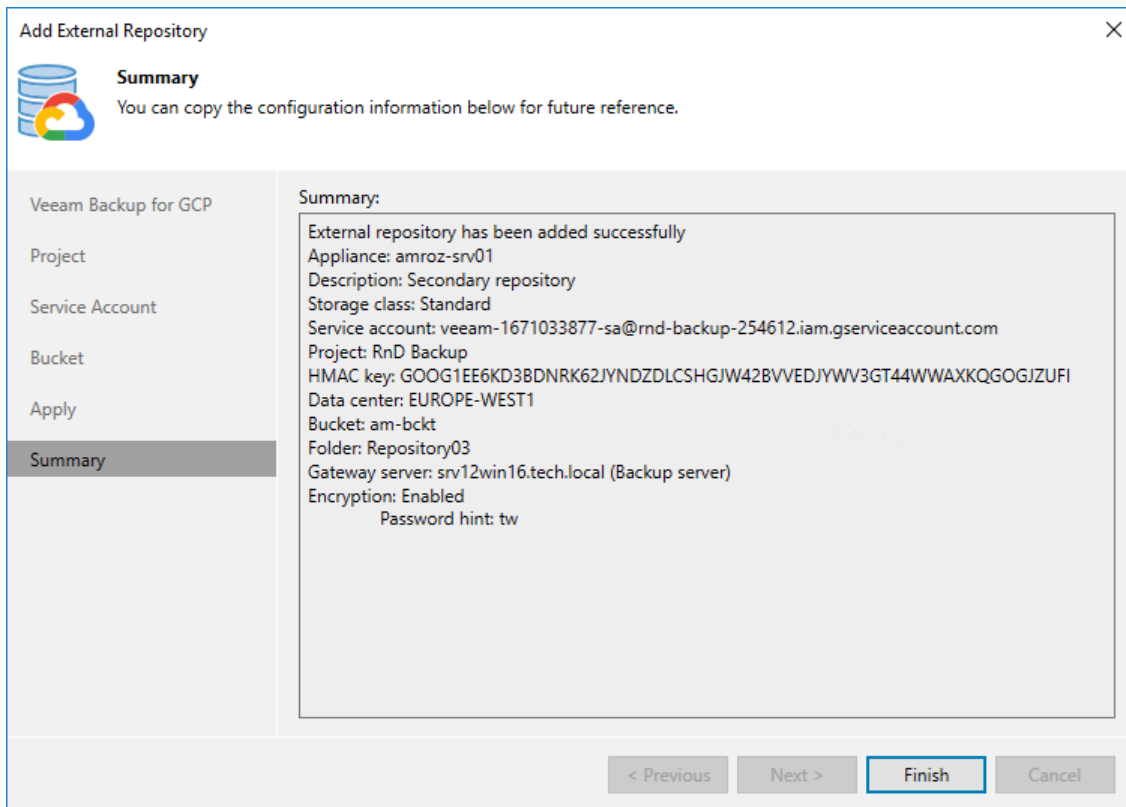 Add External Repository
Summary
You can copy the configuration information below for future reference.
Veeam Backup for GCP
Project
Service Account
Bucket
Apply
Summary
Summary:
External repository has been added successfully
Appliance: amroz-srv01
Description: Secondary repository
Storage class: Standard
Service account: veeam-1671033877-sa@rnd-backup-254612.iam.gserviceaccount.com
Project: RnD Backup
HMAC key: GOOG1EE6KD3BDNRK62JYNDZDLCSHGJW42BVVEDJYWV3GT44WWAXKQGOGJZUFI
Data center: EUROPE-WEST1
Bucket: am-bckt
Folder: Repository03
Gateway server: srv12win16.tech.local (Backup server)
Encryption: Enabled
Password hint: tw
< Previous
Next >
Finish
Cancel